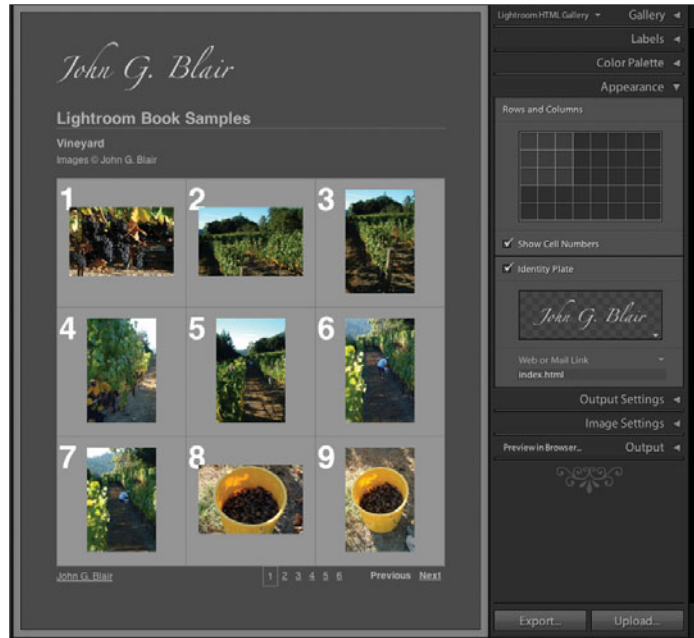 John G. Blair
Lightroom Book Samples
Vineyard
Images © John G. Blair
1 2 3
4 5 6
7 8 9
John G. Blair 1 2 3 4 5 6 Previous Next
Lightroom HTML Gallery Gallery
Labels
Color Palette
Appearance
Rows and Columns
Show Cell Numbers
Identity Plate
John G. Blair
Web or Mail Link
index.html
Output Settings
Image Settings
Preview in Browser... Output
Export... Upload...